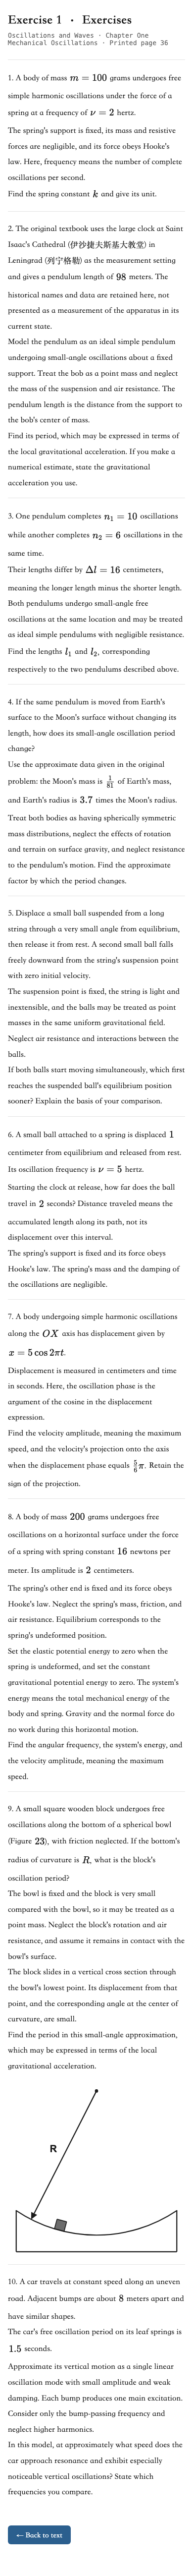 Exercise 1 · Exercises
Oscillations and Waves · Chapter One
Mechanical Oscillations · Printed page 36
1. A body of mass m = 100 grams undergoes free
simple harmonic oscillations under the force of a
spring at a frequency of ν = 2 hertz.
The spring's support is fixed, its mass and resistive
forces are negligible, and its force obeys Hooke's
law. Here, frequency means the number of complete
oscillations per second.
Find the spring constant k and give its unit.
2. The original textbook uses the large clock at Saint
Isaac's Cathedral (伊沙捷夫斯基大教堂) in
Leningrad (列宁格勒) as the measurement setting
and gives a pendulum length of 98 meters. The
historical names and data are retained here, not
presented as a measurement of the apparatus in its
current state.
Model the pendulum as an ideal simple pendulum
undergoing small-angle oscillations about a fixed
support. Treat the bob as a point mass and neglect
the mass of the suspension and air resistance. The
pendulum length is the distance from the support to
the bob's center of mass.
Find its period, which may be expressed in terms of
the local gravitational acceleration. If you make a
numerical estimate, state the gravitational
acceleration you use.
3. One pendulum completes n₁ = 10 oscillations
while another completes n₂ = 6 oscillations in the
same time.
Their lengths differ by Δl = 16 centimeters,
meaning the longer length minus the shorter length.
Both pendulums undergo small-angle free
oscillations at the same location and may be treated
as ideal simple pendulums with negligible resistance.
Find the lengths l₁ and l₂, corresponding
respectively to the two pendulums described above.
4. If the same pendulum is moved from Earth's
surface to the Moon's surface without changing its
length, how does its small-angle oscillation period
change?
Use the approximate data given in the original
problem: the Moon's mass is 1/81 of Earth's mass,
and Earth's radius is 3.7 times the Moon's radius.
Treat both bodies as having spherically symmetric
mass distributions, neglect the effects of rotation
and terrain on surface gravity, and neglect resistance
to the pendulum's motion. Find the approximate
factor by which the period changes.
5. Displace a small ball suspended from a long
string through a very small angle from equilibrium,
then release it from rest. A second small ball falls
freely downward from the string's suspension point
with zero initial velocity.
The suspension point is fixed, the string is light and
inextensible, and the balls may be treated as point
masses in the same uniform gravitational field.
Neglect air resistance and interactions between the
balls.
If both balls start moving simultaneously, which first
reaches the suspended ball's equilibrium position
sooner? Explain the basis of your comparison.
6. A small ball attached to a spring is displaced 1
centimeter from equilibrium and released from rest.
Its oscillation frequency is ν = 5 hertz.
Starting the clock at release, how far does the ball
travel in 2 seconds? Distance traveled means the
accumulated length along its path, not its
displacement over this interval.
The spring's support is fixed and its force obeys
Hooke's law. The spring's mass and the damping of
the oscillations are negligible.
7. A body undergoing simple harmonic oscillations
along the OX axis has displacement given by
x = 5 cos 2πt.
Displacement is measured in centimeters and time
in seconds. Here, the oscillation phase is the
argument of the cosine in the displacement
expression.
Find the velocity amplitude, meaning the maximum
speed, and the velocity's projection onto the axis
when the displacement phase equals 5/6 π. Retain the
sign of the projection.
8. A body of mass 200 grams undergoes free
oscillations on a horizontal surface under the force
of a spring with spring constant 16 newtons per
meter. Its amplitude is 2 centimeters.
The spring's other end is fixed and its force obeys
Hooke's law. Neglect the spring's mass, friction, and
air resistance. Equilibrium corresponds to the
spring's undeformed position.
Set the elastic potential energy to zero when the
spring is undeformed, and set the constant
gravitational potential energy to zero. The system's
energy means the total mechanical energy of the
body and spring. Gravity and the normal force do
no work during this horizontal motion.
Find the angular frequency, the system's energy, and
the velocity amplitude, meaning the maximum
speed.
9. A small square wooden block undergoes free
oscillations along the bottom of a spherical bowl
(Figure 23), with friction neglected. If the bottom's
radius of curvature is R, what is the block's
oscillation period?
The bowl is fixed and the block is very small
compared with the bowl, so it may be treated as a
point mass. Neglect the block's rotation and air
resistance, and assume it remains in contact with the
bowl's surface.
The block slides in a vertical cross section through
the bowl's lowest point. Its displacement from that
point, and the corresponding angle at the center of
curvature, are small.
Find the period in this small-angle approximation,
which may be expressed in terms of the local
gravitational acceleration.
R
10. A car travels at constant speed along an uneven
road. Adjacent bumps are about 8 meters apart and
have similar shapes.
The car's free oscillation period on its leaf springs is
1.5 seconds.
Approximate its vertical motion as a single linear
oscillation mode with small amplitude and weak
damping. Each bump produces one main excitation.
Consider only the bump-passing frequency and
neglect higher harmonics.
In this model, at approximately what speed does the
car approach resonance and exhibit especially
noticeable vertical oscillations? State which
frequencies you compare.
← Back to text